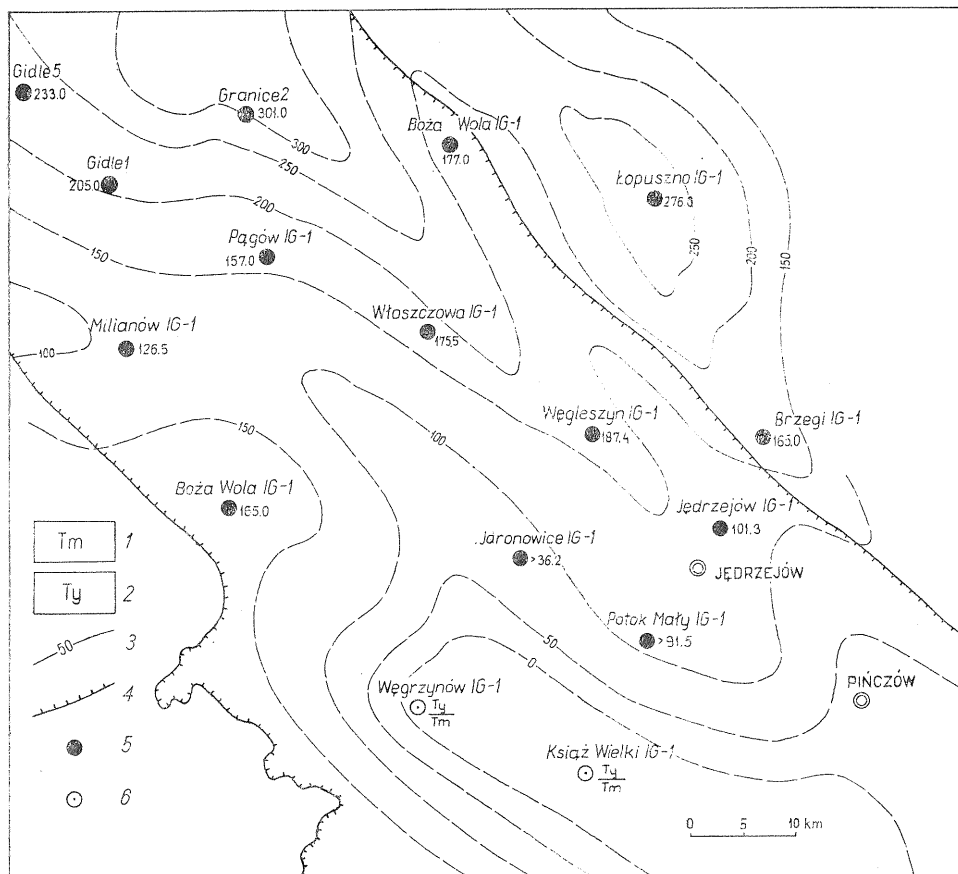 Gidle5
233.0
Granice2
301.0
300
Boża Wola IG-1
177.0
250
Gidle1
205.0
Łopuszno IG-1
276.3
200
150
Pągów IG-1
157.0
250
200
150
Milianów IG-1
126.5
100
Włoszczowa IG-1
175,5
Węgleszyn IG-1
187.4
Brzegi IG-1
165.0
150
100
Boża Wola IG-1
165.0
Jędrzejów IG-1
101.3
Jaronowice IG-1
>36.2
JĘDRZEJÓW
Potok Mały IG-1
>91.5
50
0
Węgrzynów IG-1
Ty
Tm
PIŃCZÓW
Książ Wielki IG-1
Ty
Tm
Tm 1
Ty 2
50 3
4
5
6
0 5 10 km